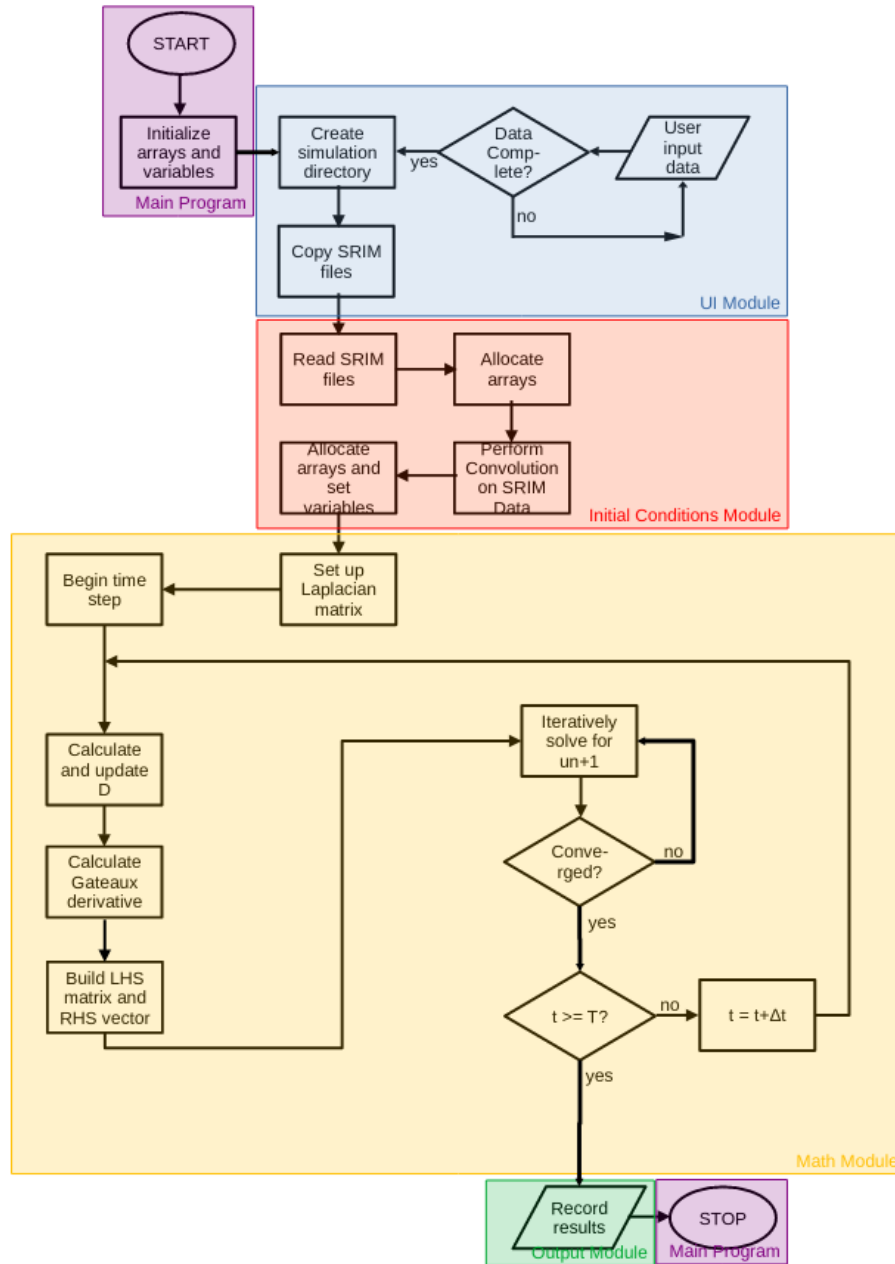 START
Initialize
arrays and
variables
Main Program
Create
simulation
directory
yes
Data
Comp-
lete?
no
User
input
data
Copy SRIM
files
UI Module
Read SRIM
files
Allocate
arrays
Allocate
arrays and
set
variables
Perform
Convolution
on SRIM
Data
Initial Conditions Module
Begin time
step
Set up
Laplacian
matrix
Calculate
and update
D
Calculate
Gateaux
derivative
Build LHS
matrix and
RHS vector
Iteratively
solve for
un+1
Conve-
rged?
no
yes
t >= T?
no
t = t+Δt
yes
Math Module
Record
results
Output Module
STOP
Main Program